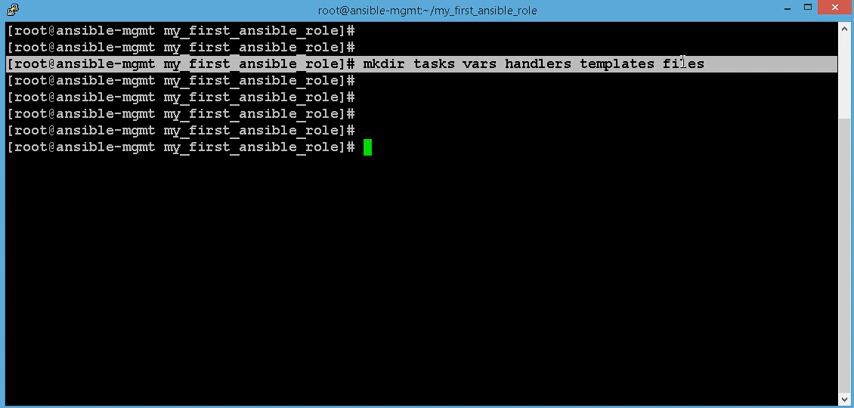 root@ansible-mgmt:~/my_first_ansible_role
[root@ansible-mgmt my_first_ansible_role]#
[root@ansible-mgmt my_first_ansible_role]#
[root@ansible-mgmt my_first_ansible_role]# mkdir tasks vars handlers templates files
[root@ansible-mgmt my_first_ansible_role]#
[root@ansible-mgmt my_first_ansible_role]#
[root@ansible-mgmt my_first_ansible_role]#
[root@ansible-mgmt my_first_ansible_role]#
[root@ansible-mgmt my_first_ansible_role]#